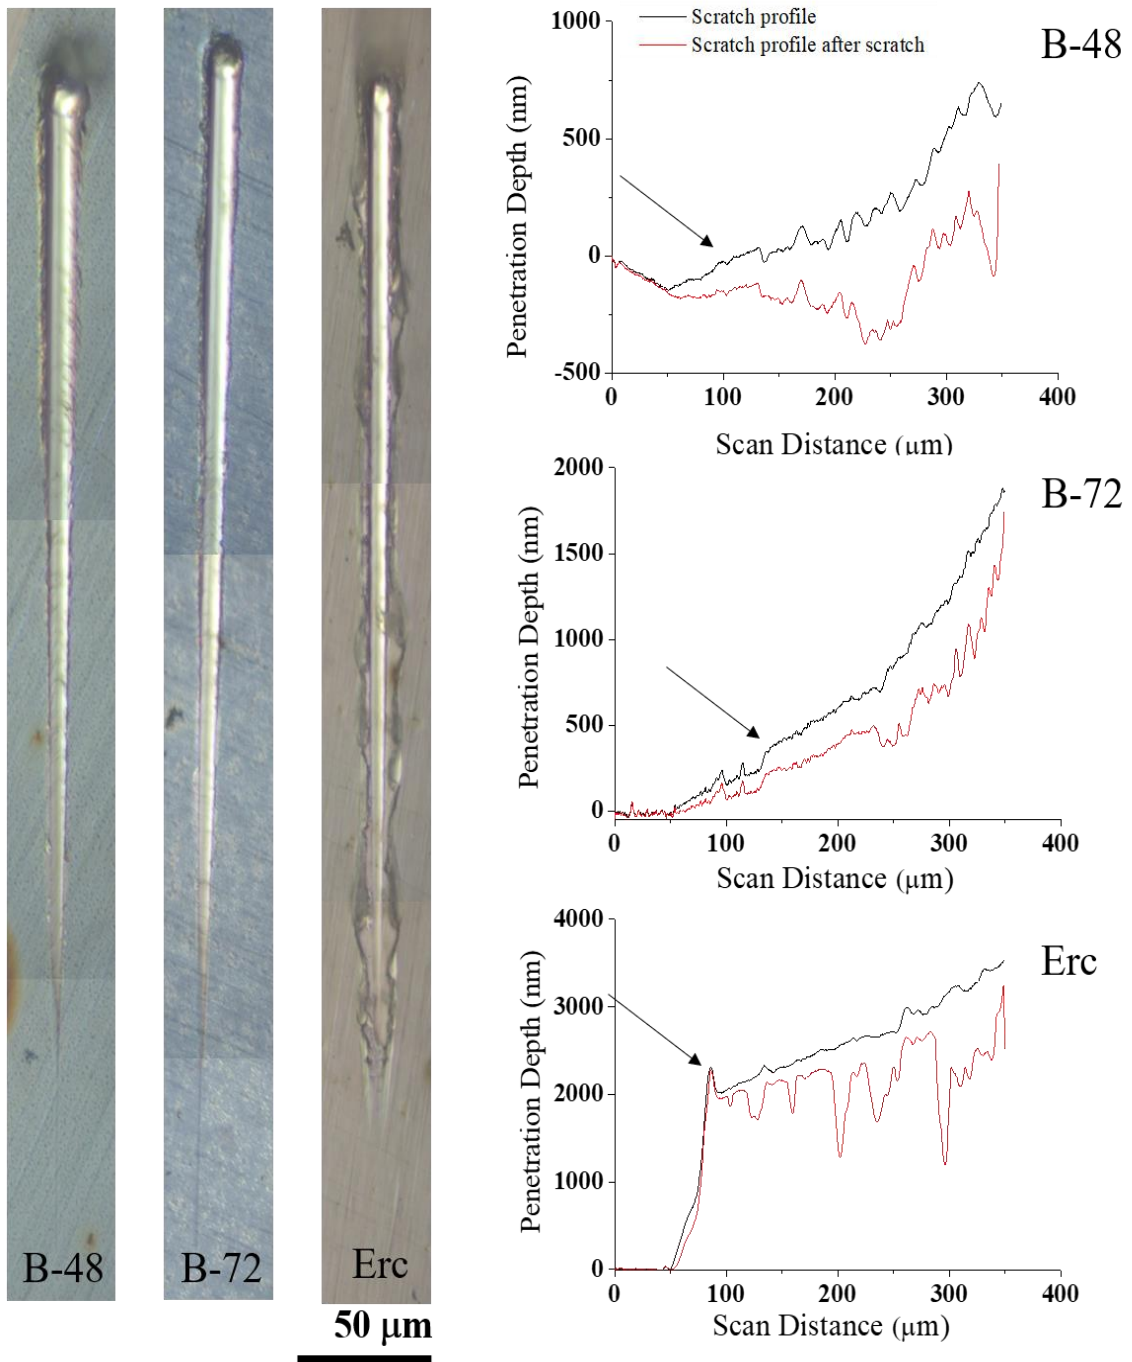 B-48
B-72
Erc
50 μm
Scratch profile
Scratch profile after scratch
B-48
1000
500
0
-500
0 100 200 300 400
Penetration Depth (nm)
Scan Distance (μm)
B-72
2000
1500
1000
500
0
0 100 200 300 400
Penetration Depth (nm)
Scan Distance (μm)
Erc
4000
3000
2000
1000
0
0 100 200 300 400
Penetration Depth (nm)
Scan Distance (μm)